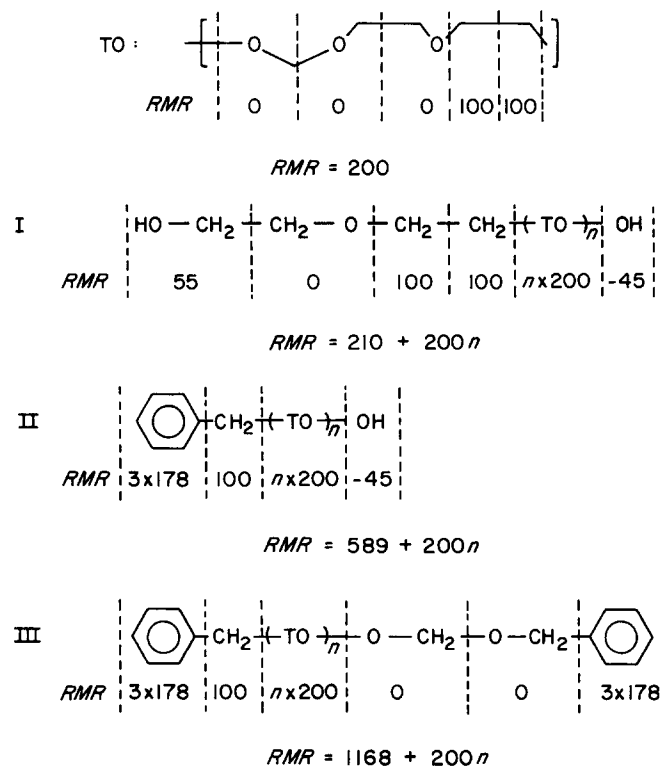 TO :
O O O
RMR 0 0 0 100 100
RMR = 200
I HO — CH₂ — CH₂ — O — CH₂ — CH₂ —( TO )ₙ— OH
RMR 55 0 100 100 n x 200 -45
RMR = 210 + 200n
II CH₂ —( TO )ₙ— OH
RMR 3x178 100 n x 200 -45
RMR = 589 + 200n
III CH₂ —( TO )ₙ— O — CH₂ — O — CH₂
RMR 3x178 100 n x 200 0 0 3x178
RMR = 1168 + 200n